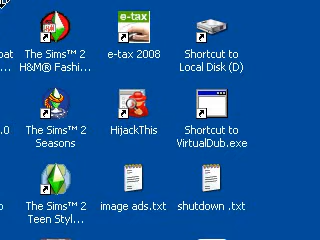 oat
...
The Sims™ 2
H&M® Fashi...
e-tax
e-tax 2008
Shortcut to
Local Disk (D)
.0
The Sims™ 2
Seasons
HijackThis
Shortcut to
VirtualDub.exe
o
The Sims™ 2
Teen Styl...
image ads.txt
shutdown .txt